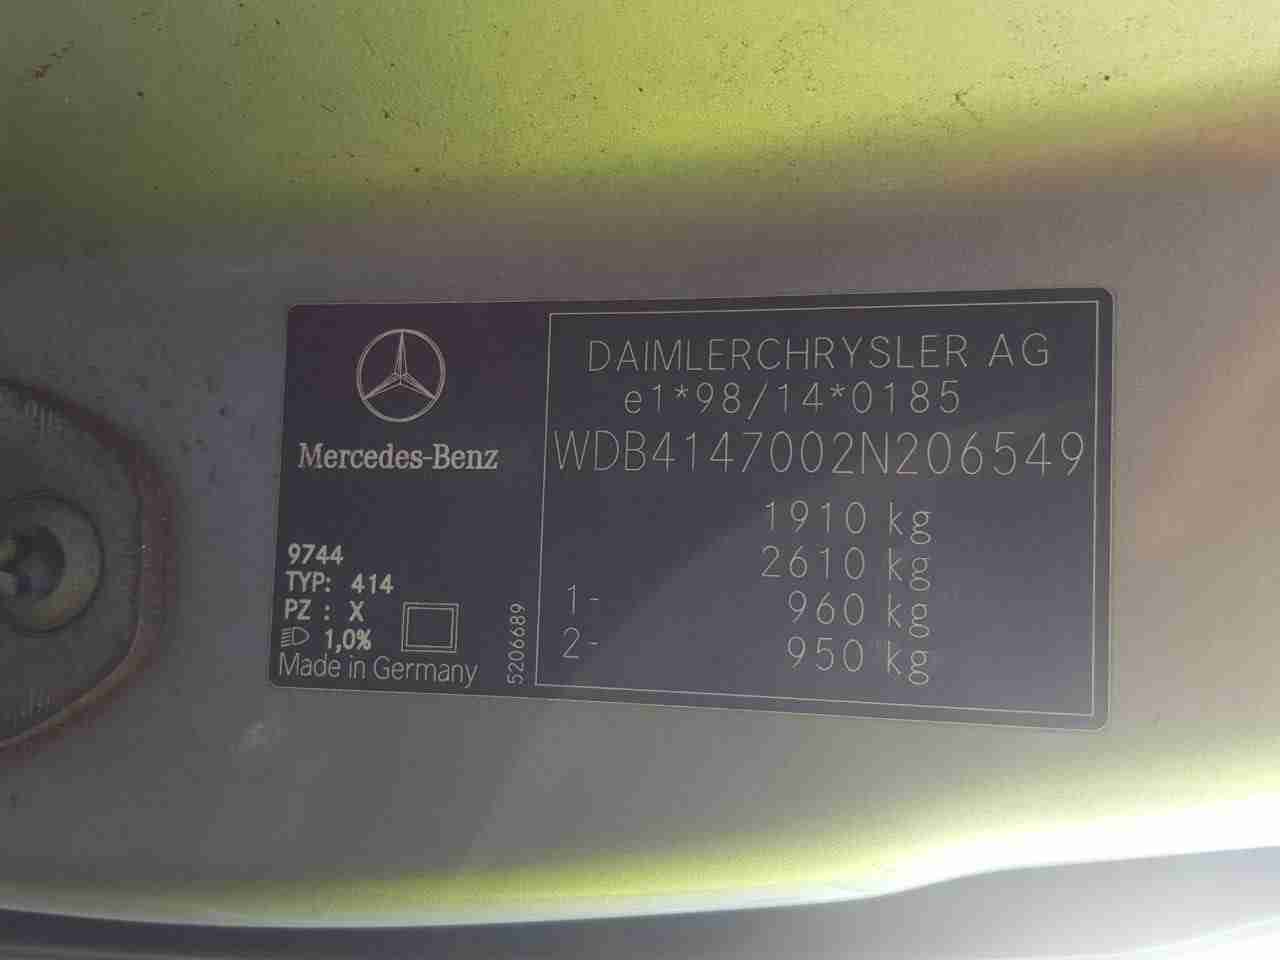 Mercedes-Benz
9744
TYP: 414
PZ : X
1,0%
Made in Germany
5206689
DAIMLERCHRYSLER AG
e1*98/14*0185
WDB4147002N206549
1910 kg
2610 kg
1- 960 kg
2- 950 kg